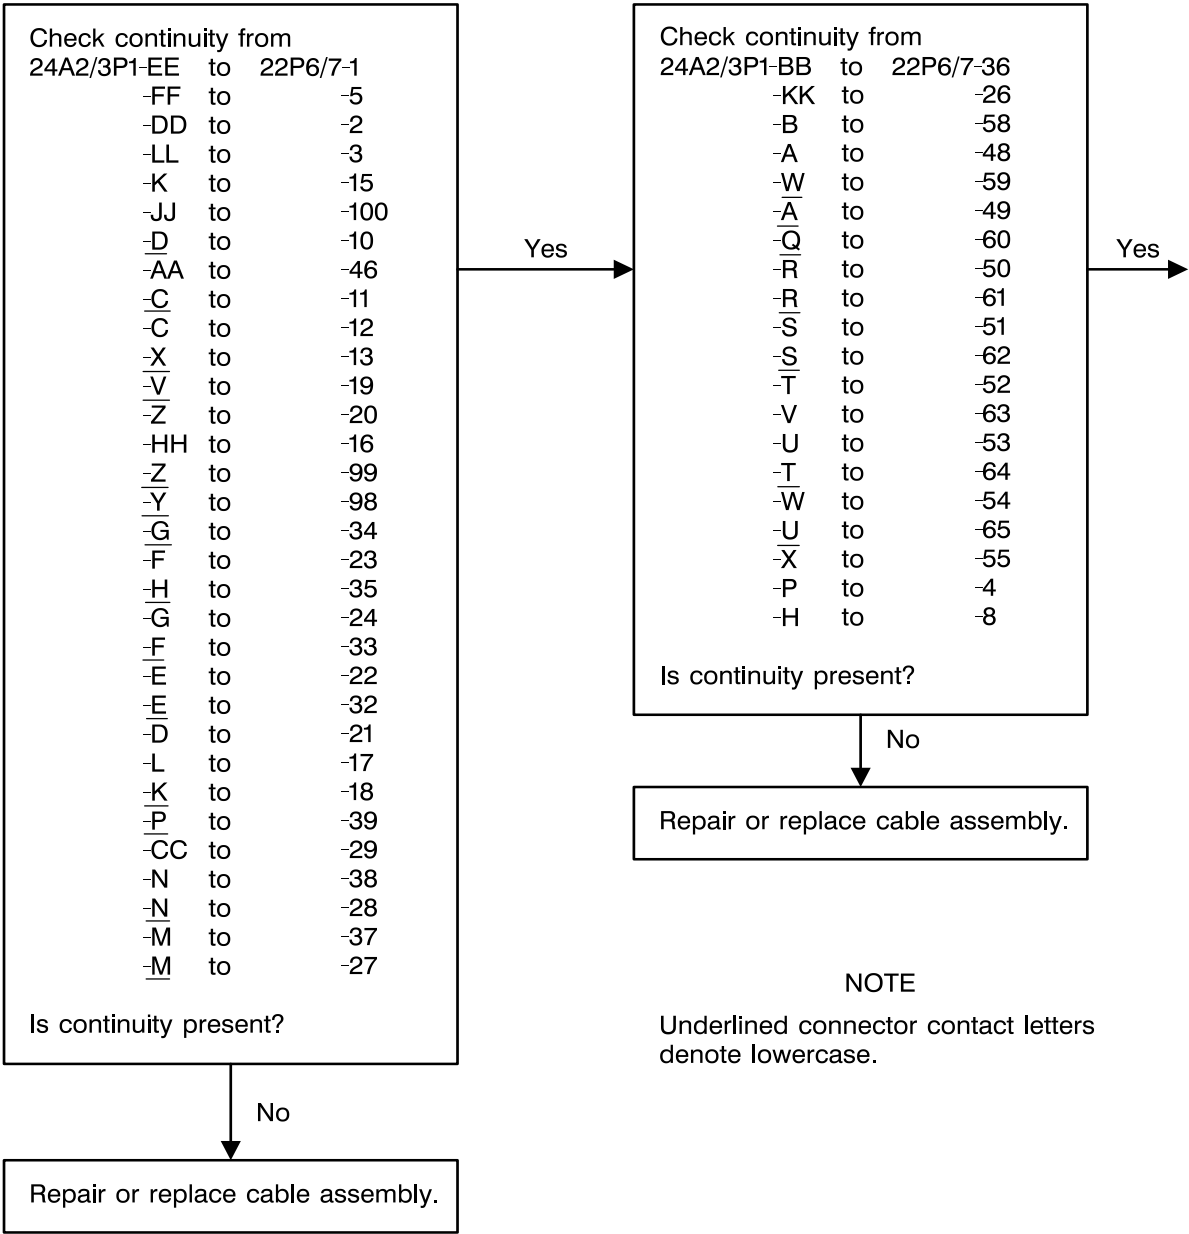 Check continuity from
24A2/3P1-EE to 22P6/7-1
-FF to -5
-DD to -2
-LL to -3
-K to -15
-JJ to -100
-D to -10
-AA to -46
-C to -11
-C to -12
-X to -13
-V to -19
-Z to -20
-HH to -16
-Z to -99
-Y to -98
-G to -34
-F to -23
-H to -35
-G to -24
-F to -33
-E to -22
-E to -32
-D to -21
-L to -17
-K to -18
-P to -39
-CC to -29
-N to -38
-N to -28
-M to -37
-M to -27
Is continuity present?
No
Repair or replace cable assembly.
Yes
Check continuity from
24A2/3P1-BB to 22P6/7-36
-KK to -26
-B to -58
-A to -48
-W to -59
-A to -49
-Q to -60
-R to -50
-R to -61
-S to -51
-S to -62
-T to -52
-V to -63
-U to -53
-T to -64
-W to -54
-U to -65
-X to -55
-P to -4
-H to -8
Is continuity present?
No
Repair or replace cable assembly.
Yes
NOTE
Underlined connector contact letters
denote lowercase.